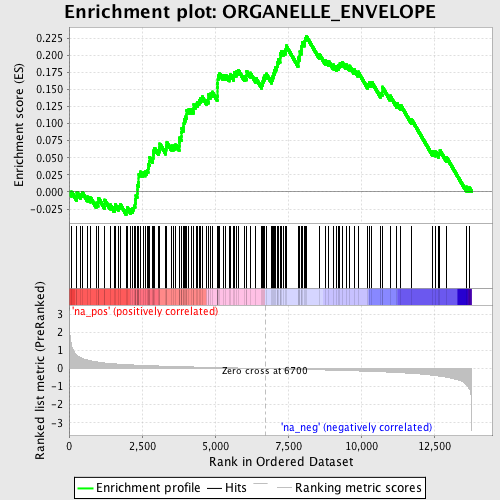 Enrichment plot: ORGANELLE_ENVELOPE
Enrichment score (ES)
0.225
0.200
0.175
0.150
0.125
0.100
0.075
0.050
0.025
0.000
-0.025
'na_pos' (positively correlated)
Ranked list metric (PreRanked)
3
2
1
0
-1
-2
-3
Zero cross at 6700
'na_neg' (negatively correlated)
0
2,500
5,000
7,500
10,000
12,500
Rank in Ordered Dataset
Enrichment profile
Hits
Ranking metric scores